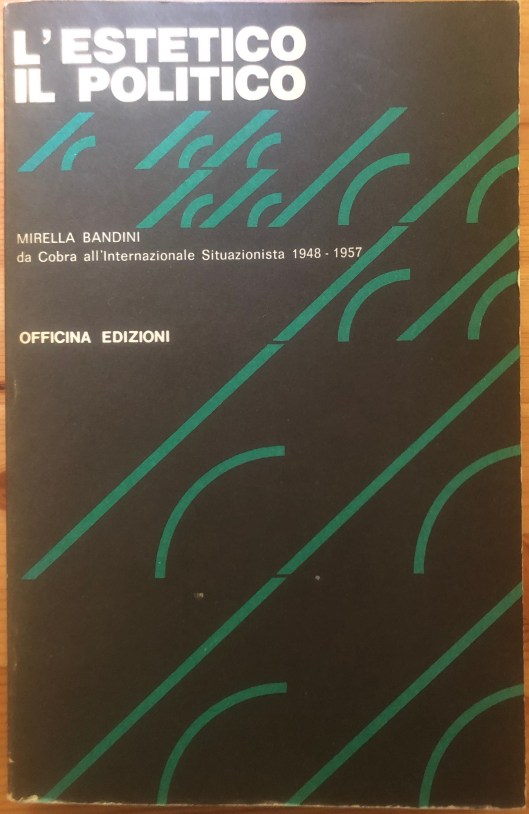 L'ESTETICO
IL POLITICO
MIRELLA BANDINI
da Cobra all'Internazionale Situazionista 1948 - 1957
OFFICINA EDIZIONI